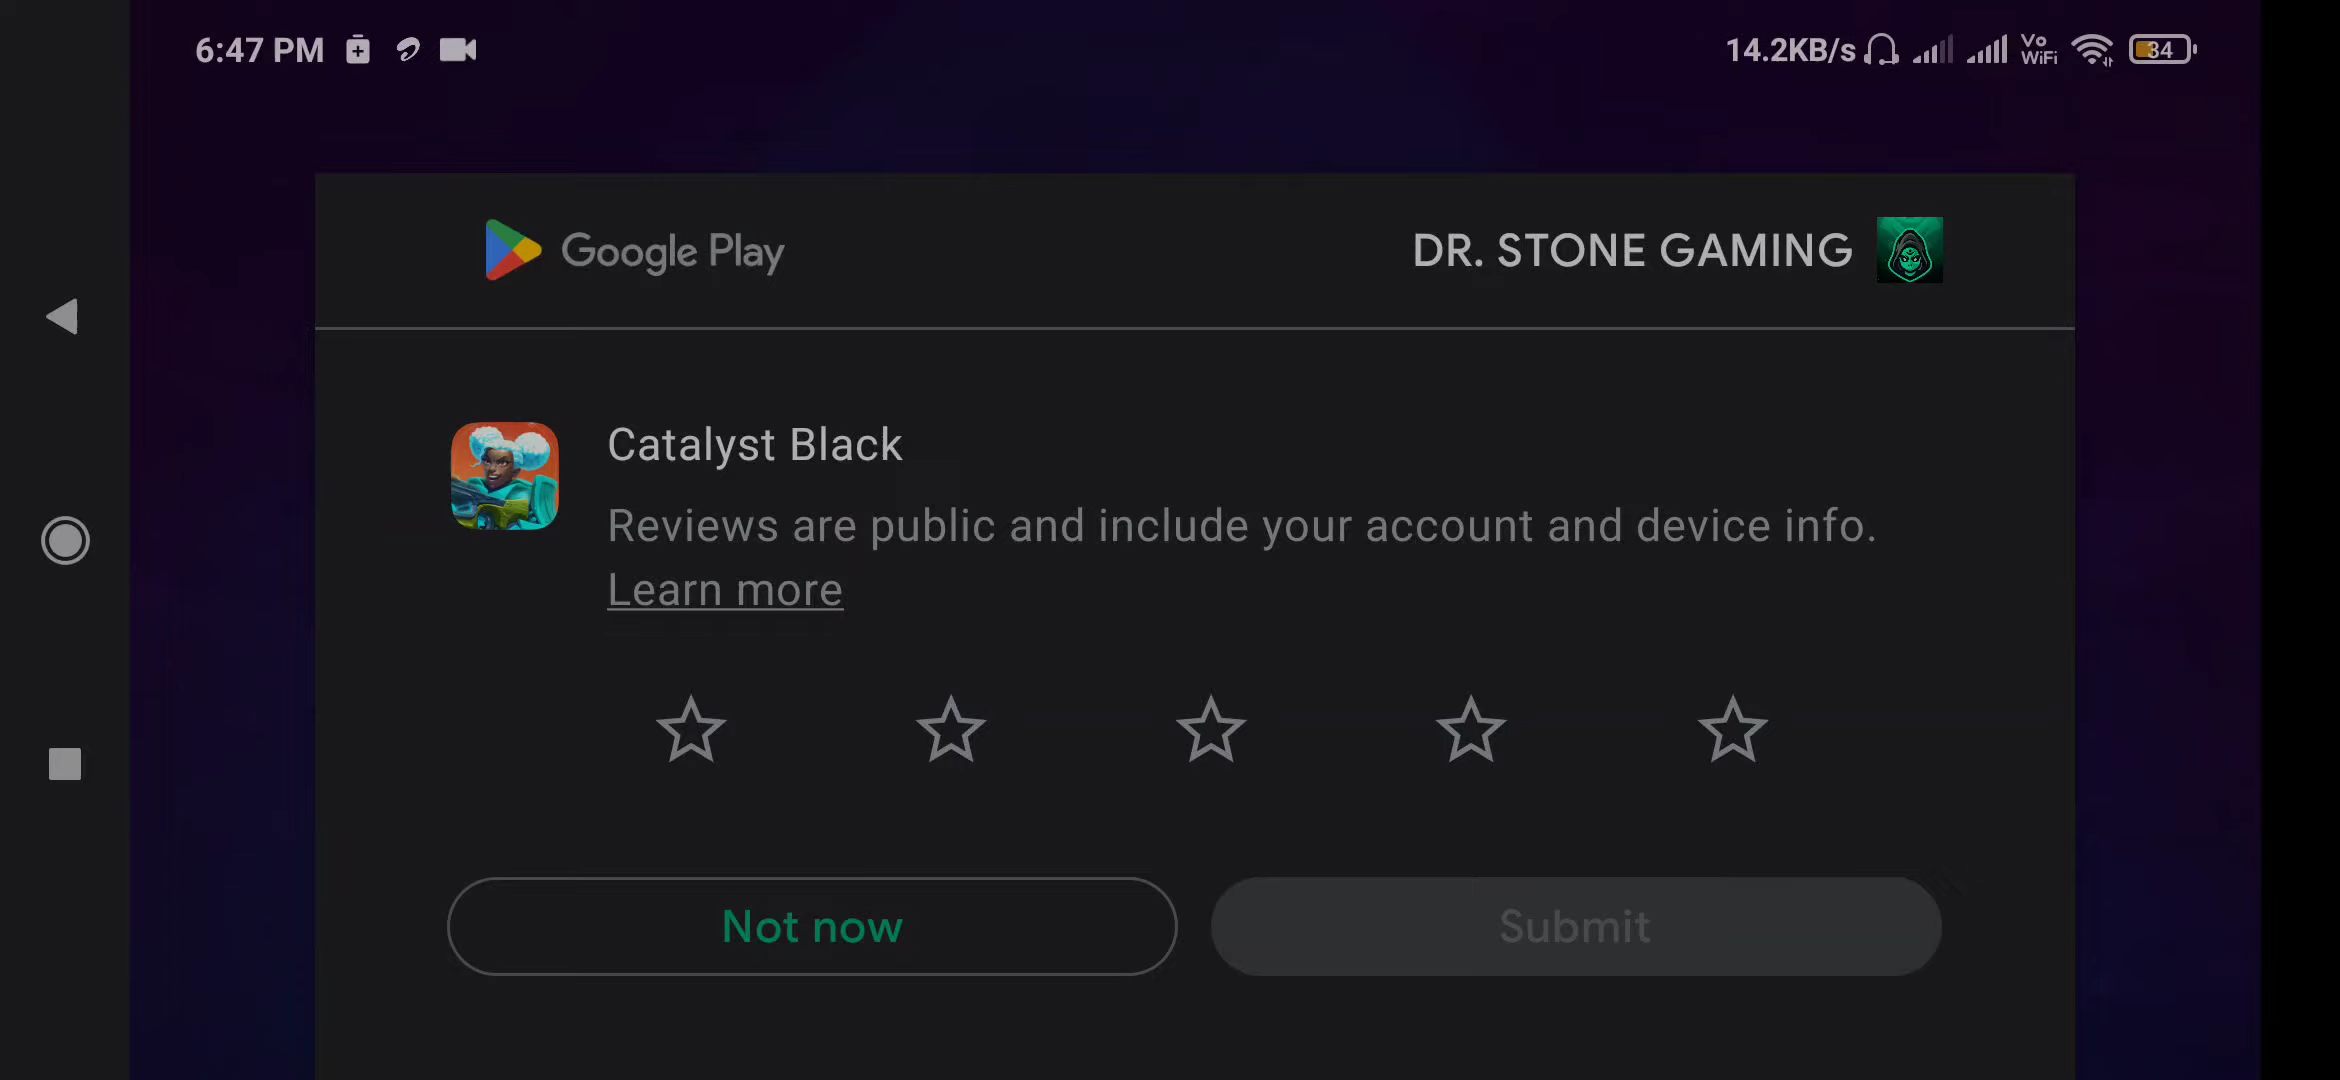 6:47 PM
14.2KB/s
Vo
WiFi
34
Google Play
DR. STONE GAMING
Catalyst Black
Reviews are public and include your account and device info.
Learn more
Not now
Submit